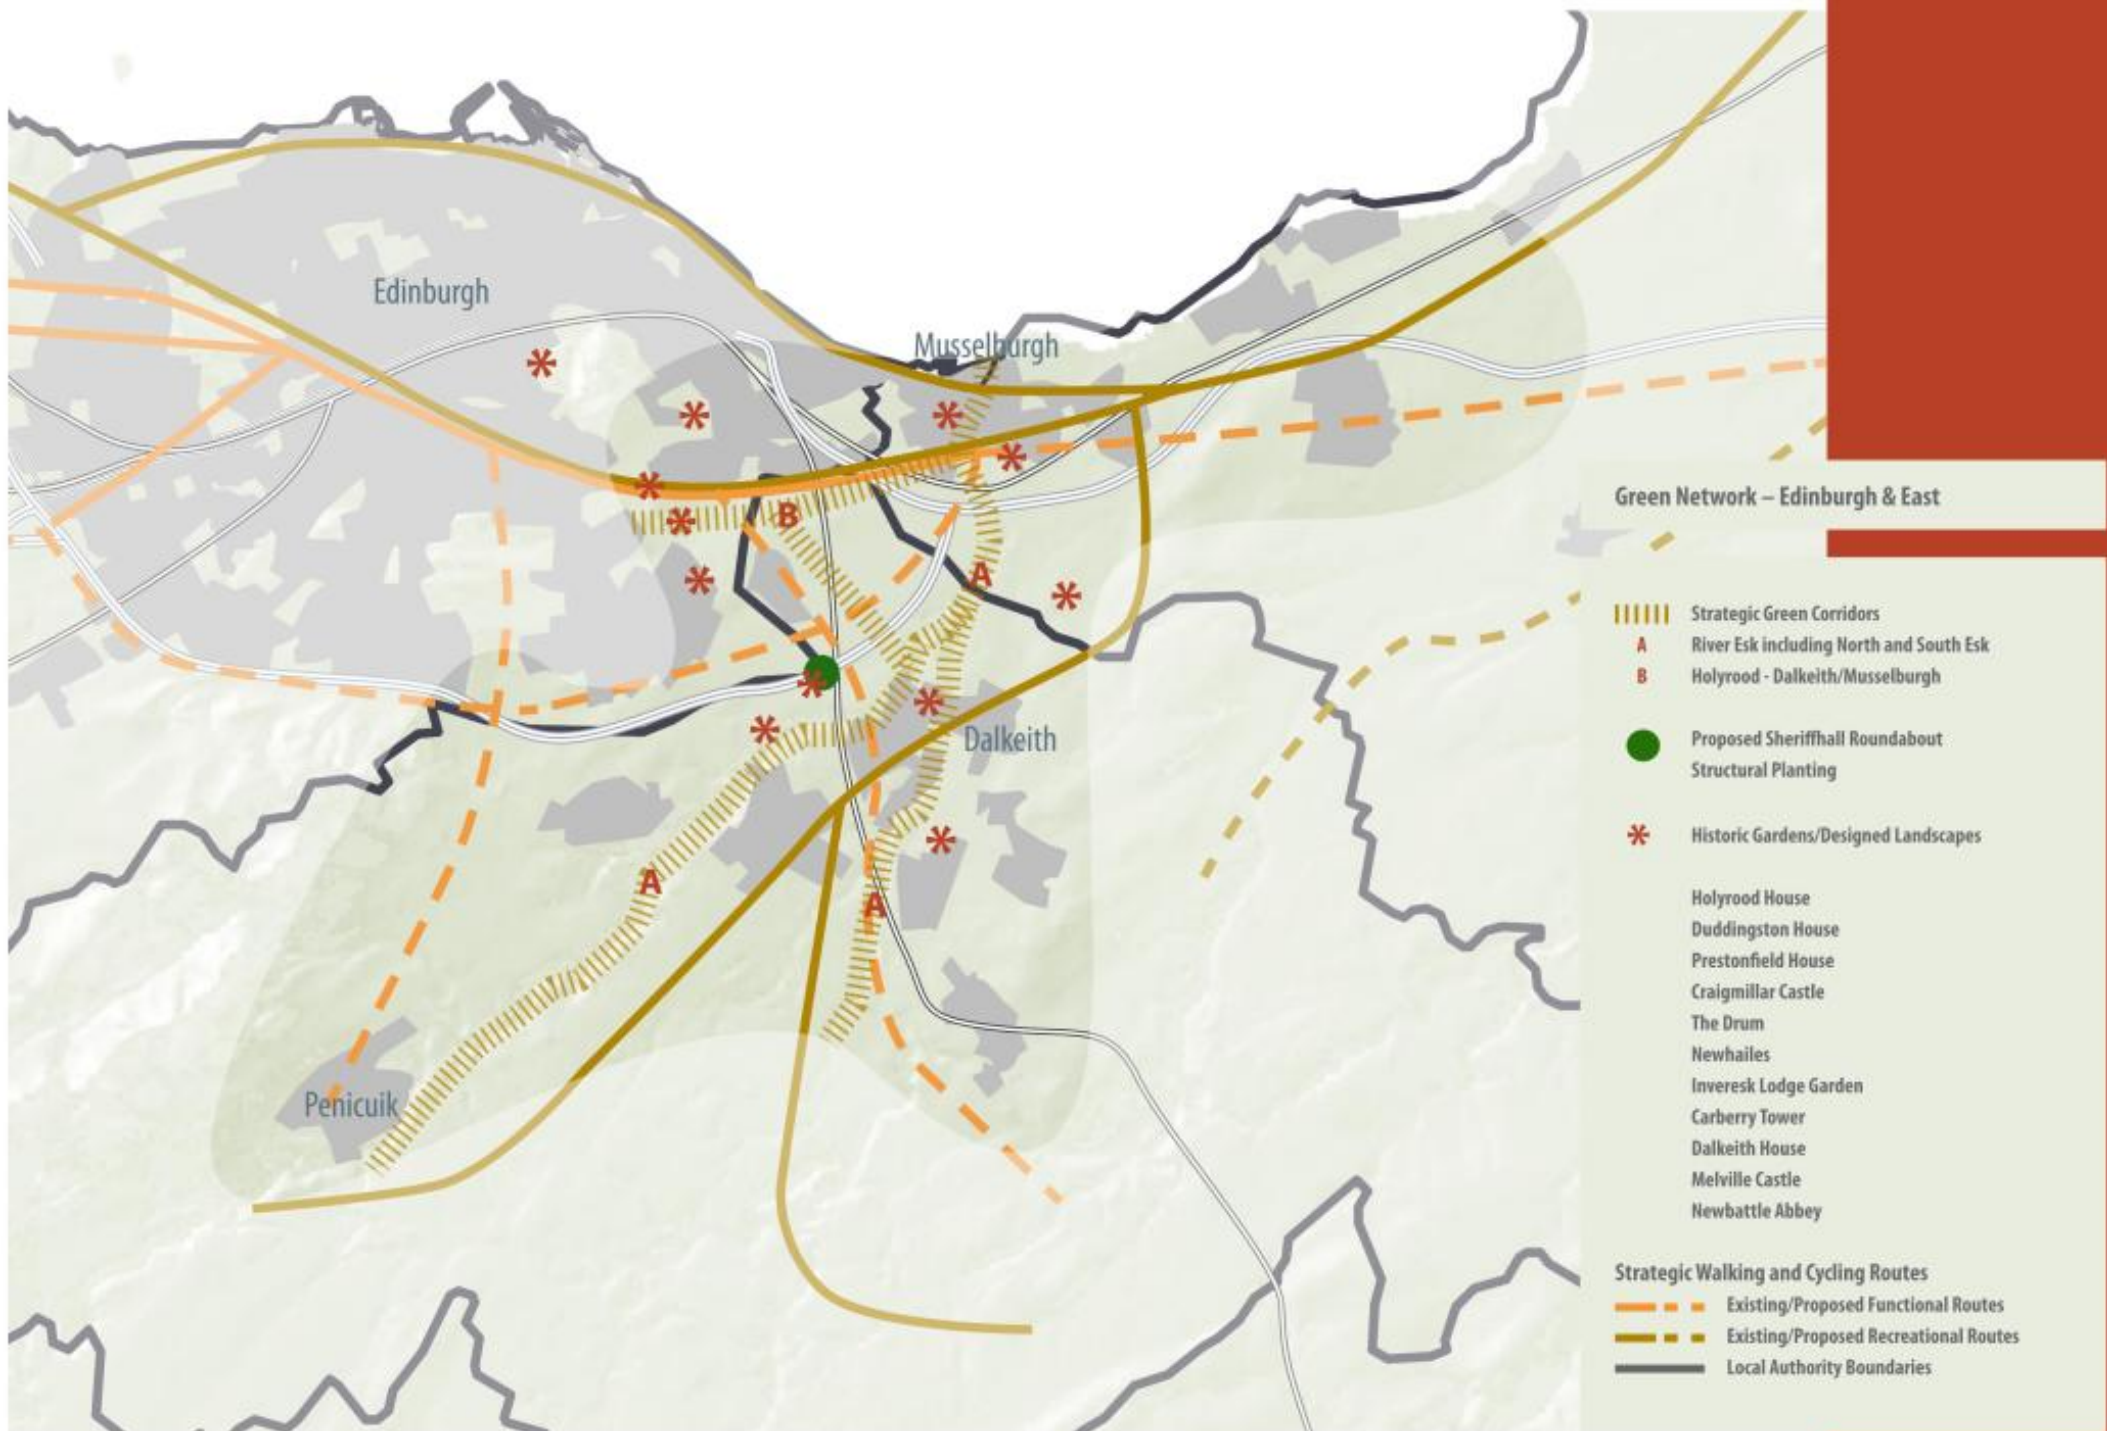 Edinburgh
Musselburgh
B
A
Dalkeith
A
A
Penicuik
Green Network – Edinburgh & East
Strategic Green Corridors
A River Esk including North and South Esk
B Holyrood - Dalkeith/Musselburgh
Proposed Sheriffhall Roundabout
Structural Planting
Historic Gardens/Designed Landscapes
Holyrood House
Duddingston House
Prestonfield House
Craigmillar Castle
The Drum
Newhailes
Inveresk Lodge Garden
Carberry Tower
Dalkeith House
Melville Castle
Newbattle Abbey
Strategic Walking and Cycling Routes
Existing/Proposed Functional Routes
Existing/Proposed Recreational Routes
Local Authority Boundaries